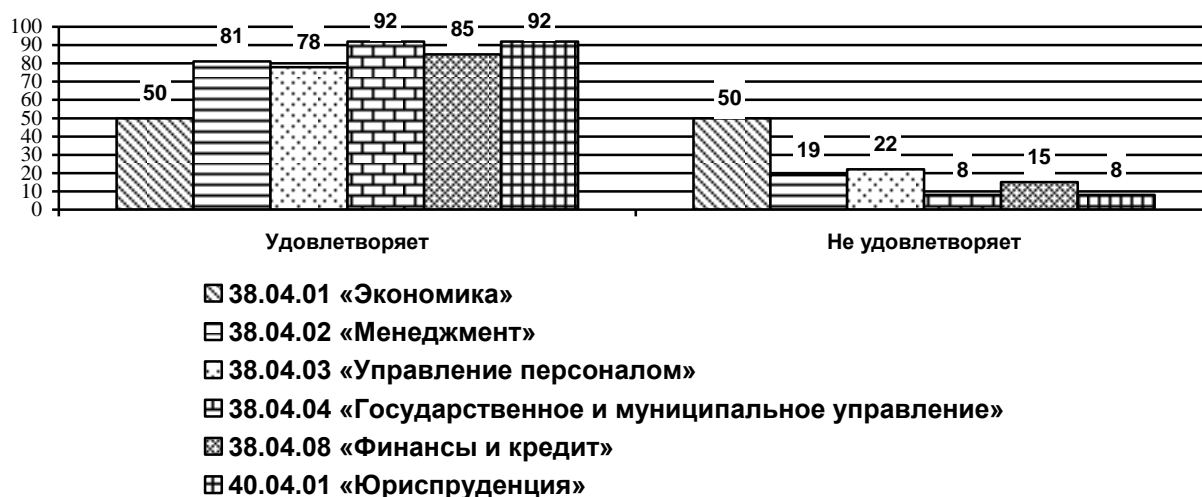 100
90
80
70
60
50
40
30
20
10
0
50
81
78
92
85
92
50
19
22
8
15
8
Удовлетворяет
Не удовлетворяет
38.04.01 «Экономика»
38.04.02 «Менеджмент»
38.04.03 «Управление персоналом»
38.04.04 «Государственное и муниципальное управление»
38.04.08 «Финансы и кредит»
40.04.01 «Юриспруденция»